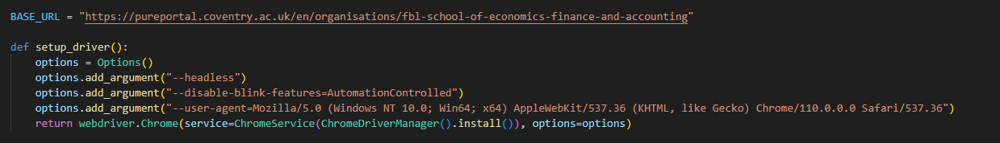 BASE_URL = "https://pureportal.coventry.ac.uk/en/organisations/fbl-school-of-economics-finance-and-accounting"
def setup_driver():
    options = Options()
    options.add_argument("--headless")
    options.add_argument("--disable-blink-features=AutomationControlled")
    options.add_argument("--user-agent=Mozilla/5.0 (Windows NT 10.0; Win64; x64) AppleWebKit/537.36 (KHTML, like Gecko) Chrome/110.0.0.0 Safari/537.36")
    return webdriver.Chrome(service=ChromeService(ChromeDriverManager().install()), options=options)